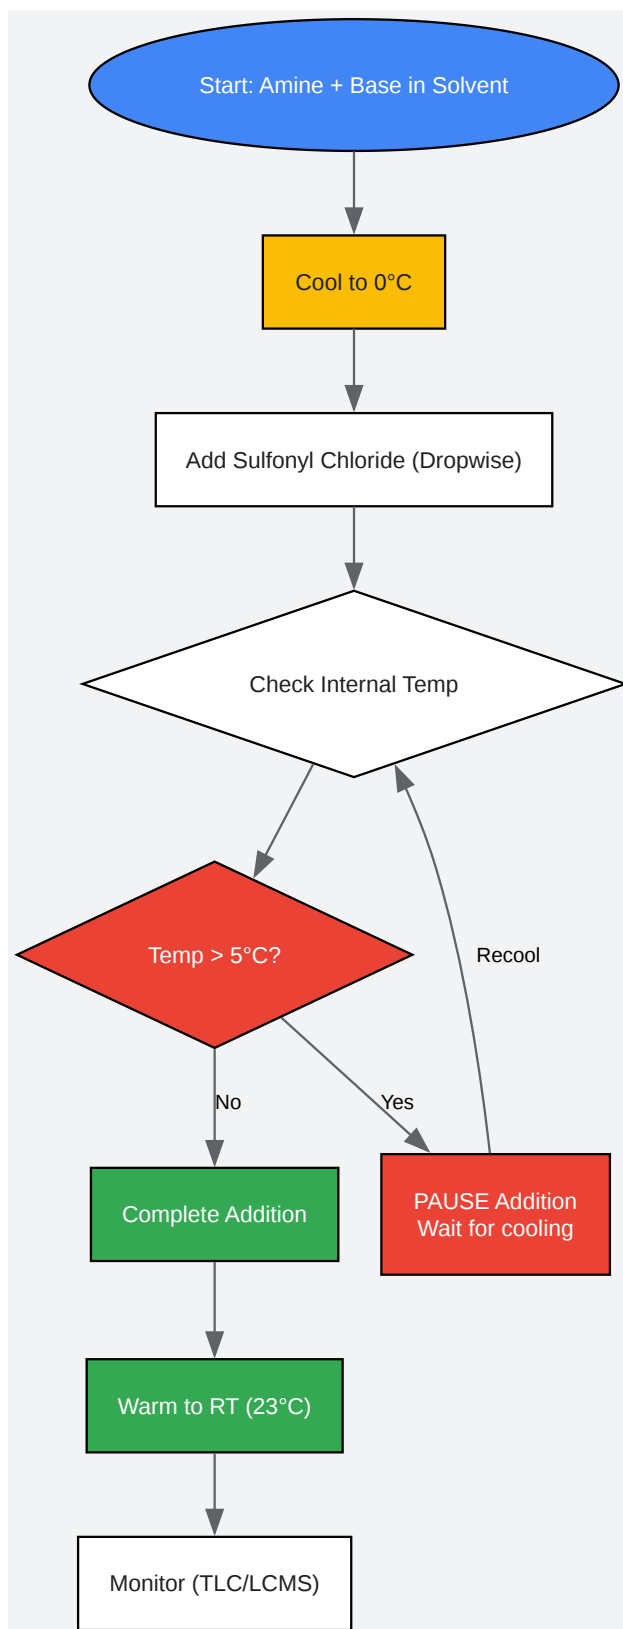 Start: Amine + Base in Solvent
Cool to 0°C
Add Sulfonyl Chloride (Dropwise)
Check Internal Temp
Temp > 5°C?
Recool
No
Yes
Complete Addition
PAUSE Addition
Wait for cooling
Warm to RT (23°C)
Monitor (TLC/LCMS)